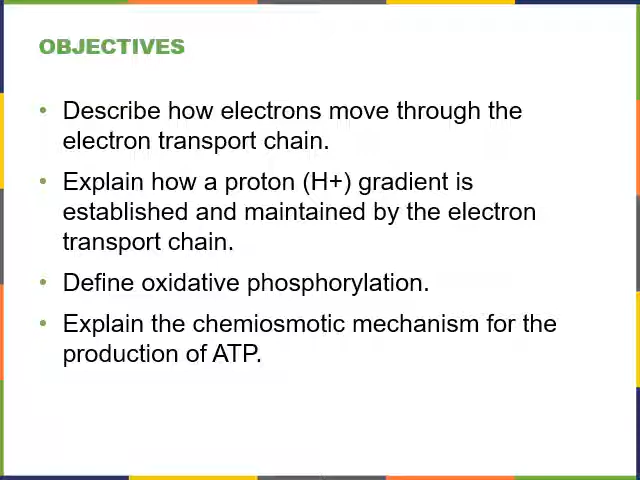 OBJECTIVES
• Describe how electrons move through the
electron transport chain.
• Explain how a proton (H+) gradient is
established and maintained by the electron
transport chain.
• Define oxidative phosphorylation.
• Explain the chemiosmotic mechanism for the
production of ATP.